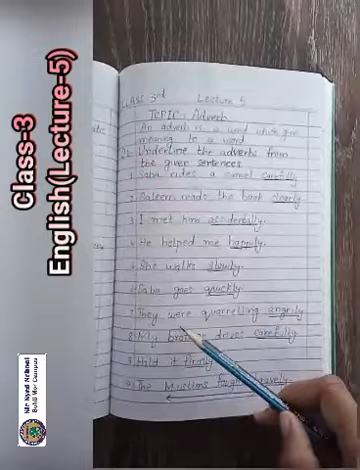 Class-3
English(Lecture-5)
CLASS 3rd Lecture 5
TOPIC: Adverb
An adverb is a word which give
meaning to a word
Q1: Underline the adverbs from
the given sentences
1. Saba rides a camel carefully
2. Saleem reads the book clearly
3. I met him accidentally.
4. He helped me happily.
5. She walks slowly.
6. Saba goes quickly.
7. They were quarrelling angrily
8. My brother drives carefully
9. Hold it firmly
10. The Muslims fought bravely.